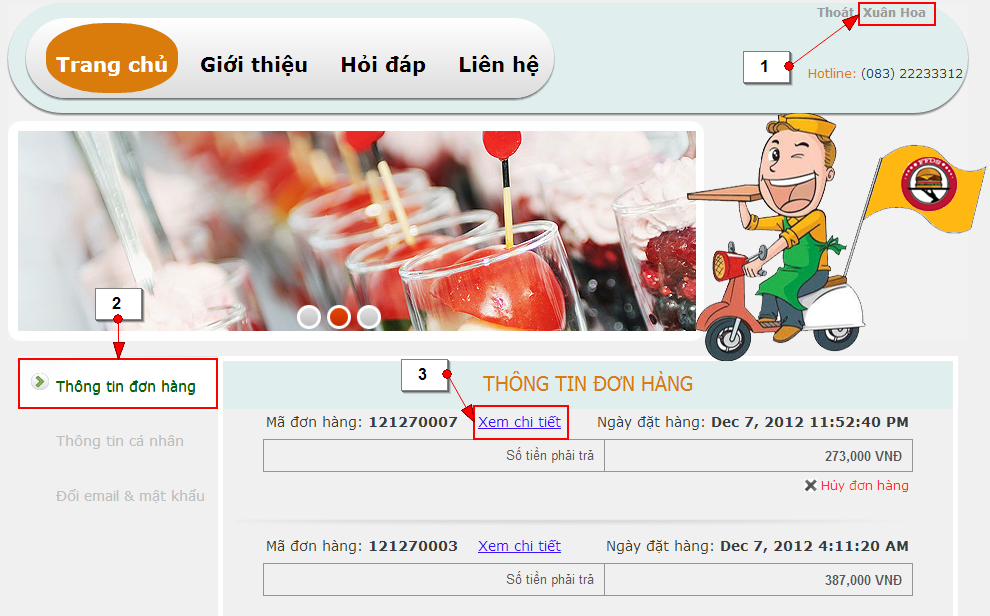 Thoát Xuân Hoa
Trang chủ Giới thiệu Hỏi đáp Liên hệ
1
Hotline: (083) 22233312
FFDS
2
Thông tin đơn hàng
Thông tin cá nhân
Đổi email & mật khẩu
3
THÔNG TIN ĐƠN HÀNG
Mã đơn hàng: 121270007 Xem chi tiết Ngày đặt hàng: Dec 7, 2012 11:52:40 PM
Số tiền phải trả 273,000 VNĐ
Hủy đơn hàng
Mã đơn hàng: 121270003 Xem chi tiết Ngày đặt hàng: Dec 7, 2012 4:11:20 AM
Số tiền phải trả 387,000 VNĐ